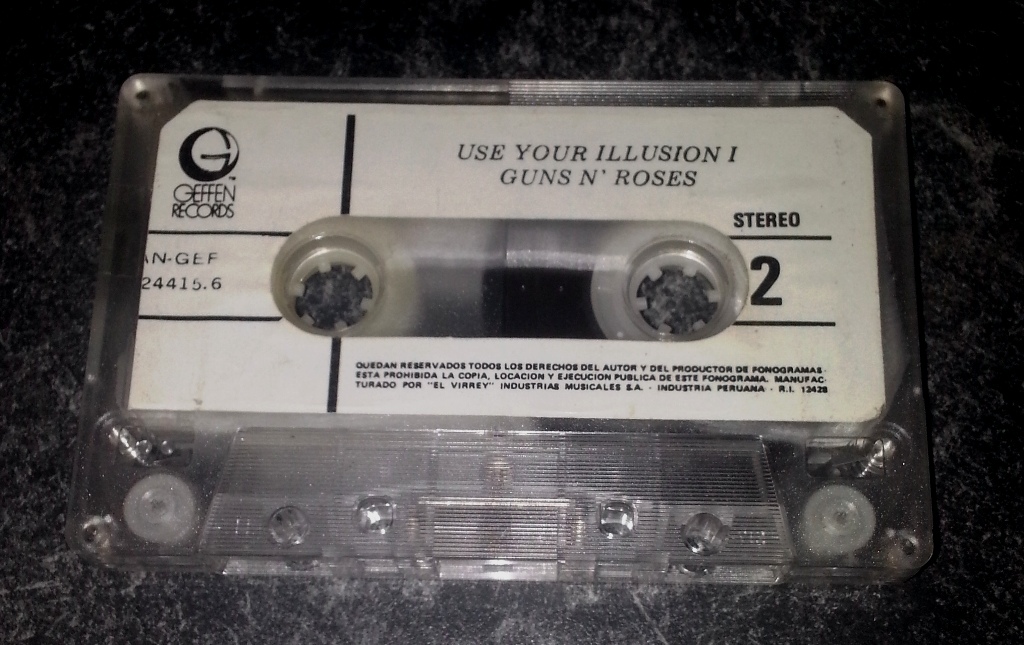 GEFFEN
RECORDS
USE YOUR ILLUSION I
GUNS N' ROSES
STEREO
AN-GEF
24415.6
2
QUEDAN RESERVADOS TODOS LOS DERECHOS DEL AUTOR Y DEL PRODUCTOR DE FONOGRAMAS
ESTA PROHIBIDA LA COPIA, LOCACION Y EJECUCION PUBLICA DE ESTE FONOGRAMA. MANUFAC-
TURADO POR "EL VIRREY" INDUSTRIAS MUSICALES S.A. - INDUSTRIA PERUANA - R.I. 12428